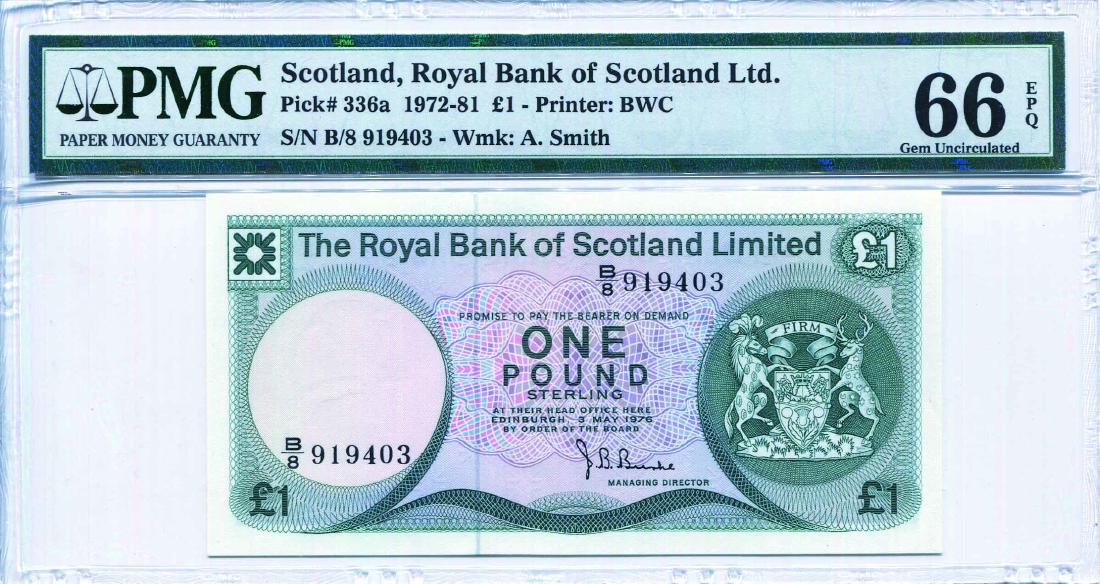 PMG
PAPER MONEY GUARANTY
Scotland, Royal Bank of Scotland Ltd.
Pick# 336a 1972-81 £1 - Printer: BWC
S/N B/8 919403 - Wmk: A. Smith
66
EPQ
Gem Uncirculated
The Royal Bank of Scotland Limited
£1
B/8 919403
PROMISE TO PAY THE BEARER ON DEMAND
ONE
POUND
STERLING
AT THEIR HEAD OFFICE HERE
EDINBURGH, 3 MAY 1976
BY ORDER OF THE BOARD
FIRM
B/8 919403
J B Burke
MANAGING DIRECTOR
£1
£1